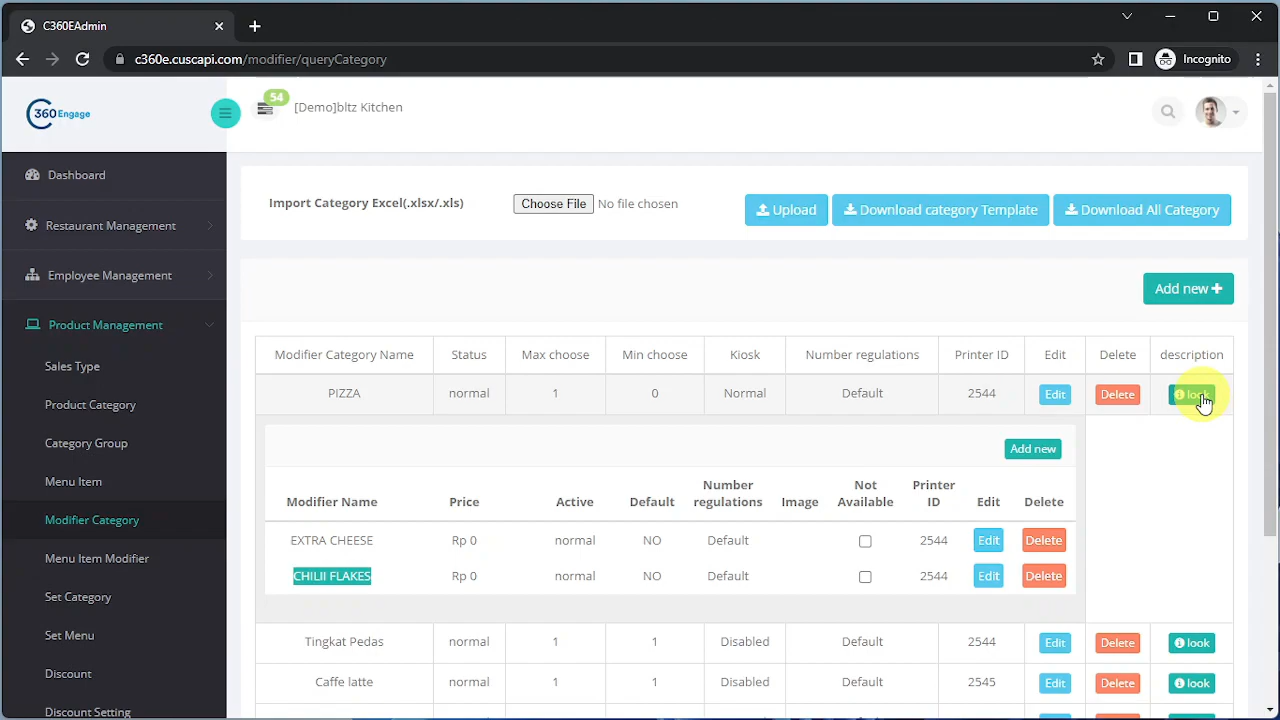 C360EAdmin
c360e.cuscapi.com/modifier/queryCategory
Incognito
360Engage
54
[Demo]bltz Kitchen
Dashboard
Restaurant Management
Employee Management
Product Management
Sales Type
Product Category
Category Group
Menu Item
Modifier Category
Menu Item Modifier
Set Category
Set Menu
Discount
Discount Setting
Import Category Excel(.xlsx/.xls) Choose File No file chosen Upload Download category Template Download All Category
Add new
Modifier Category Name Status Max choose Min choose Kiosk Number regulations Printer ID Edit Delete description
PIZZA normal 1 0 Normal Default 2544 Edit Delete look
Add new
Modifier Name Price Active Default Number regulations Image Not Available Printer ID Edit Delete
EXTRA CHEESE Rp 0 normal NO Default 2544 Edit Delete
CHILII FLAKES Rp 0 normal NO Default 2544 Edit Delete
Tingkat Pedas normal 1 1 Disabled Default 2544 Edit Delete look
Caffe latte normal 1 1 Disabled Default 2545 Edit Delete look